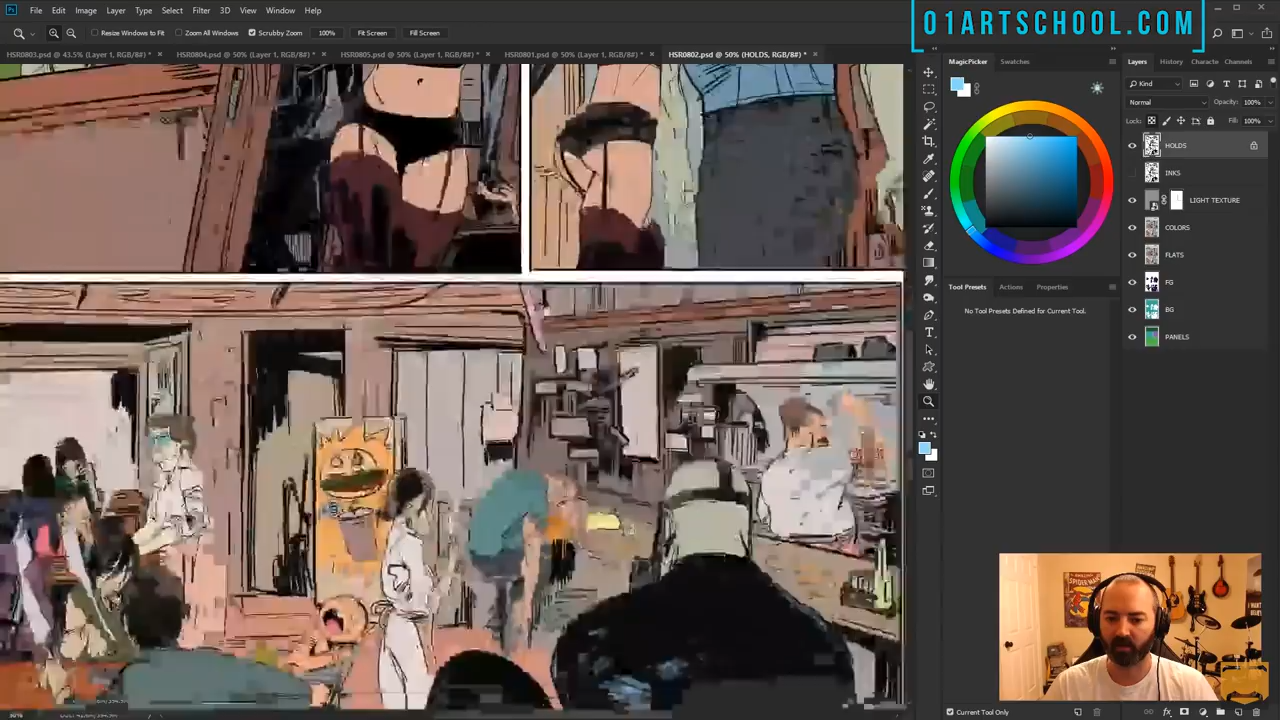 01ARTSCHOOL.COM
File Edit Image Layer Type Select Filter 3D View Window Help
Resize Windows to Fit Zoom All Windows Scrubby Zoom 100% Fit Screen Fill Screen
HSR0803.psd @ 43.5% (Layer 1, RGB/8#) * × HSR0804.psd @ 50% (Layer 1, RGB/8#) * × HSR0805.psd @ 50% (Layer 1, RGB/8#) * × HSR0801.psd @ 50% (Layer 1, RGB/8#) * × HSR0802.psd @ 50% (HOLDS, RGB/8#) * ×
MagicPicker Swatches
Layers History Characte Channels
Kind
Normal Opacity: 100%
Lock: Fill: 100%
HOLDS
INKS
LIGHT TEXTURE
COLORS
FLATS
FG
BG
PANELS
Tool Presets Actions Properties
No Tool Presets Defined for Current Tool.
Current Tool Only